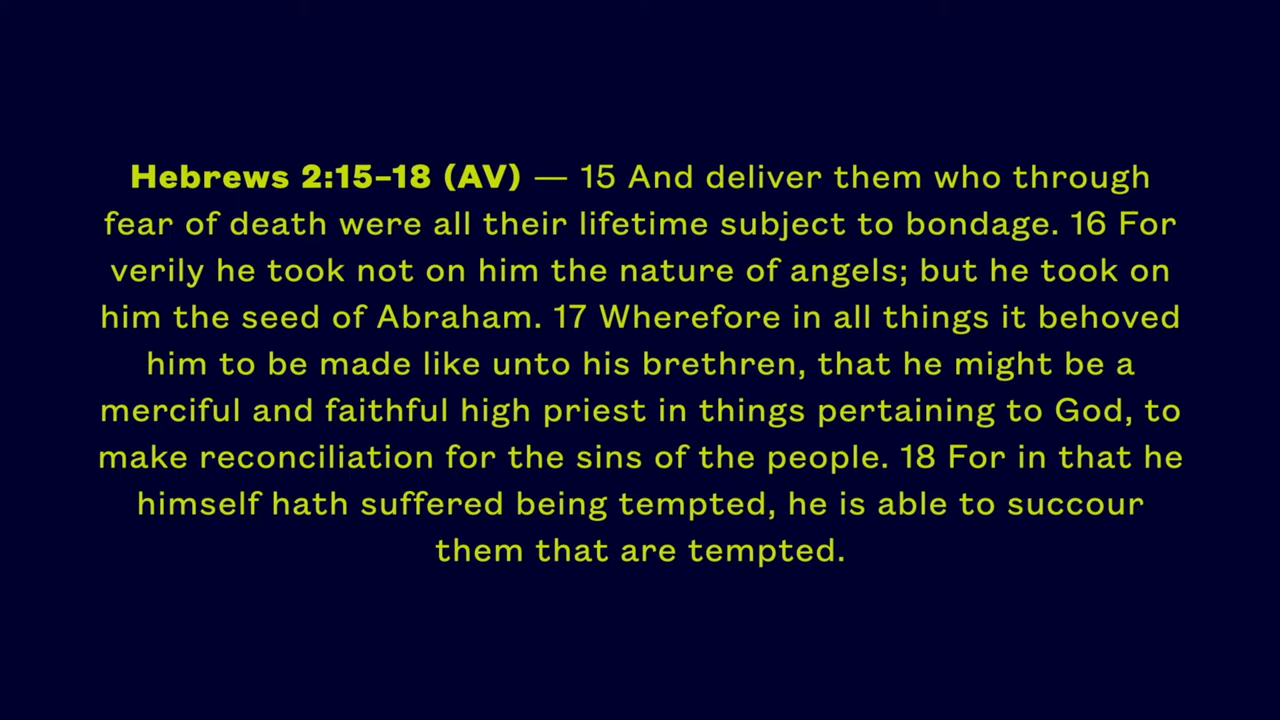 Hebrews 2:15–18 (AV) — 15 And deliver them who through
fear of death were all their lifetime subject to bondage. 16 For
verily he took not on him the nature of angels; but he took on
him the seed of Abraham. 17 Wherefore in all things it behoved
him to be made like unto his brethren, that he might be a
merciful and faithful high priest in things pertaining to God, to
make reconciliation for the sins of the people. 18 For in that he
himself hath suffered being tempted, he is able to succour
them that are tempted.